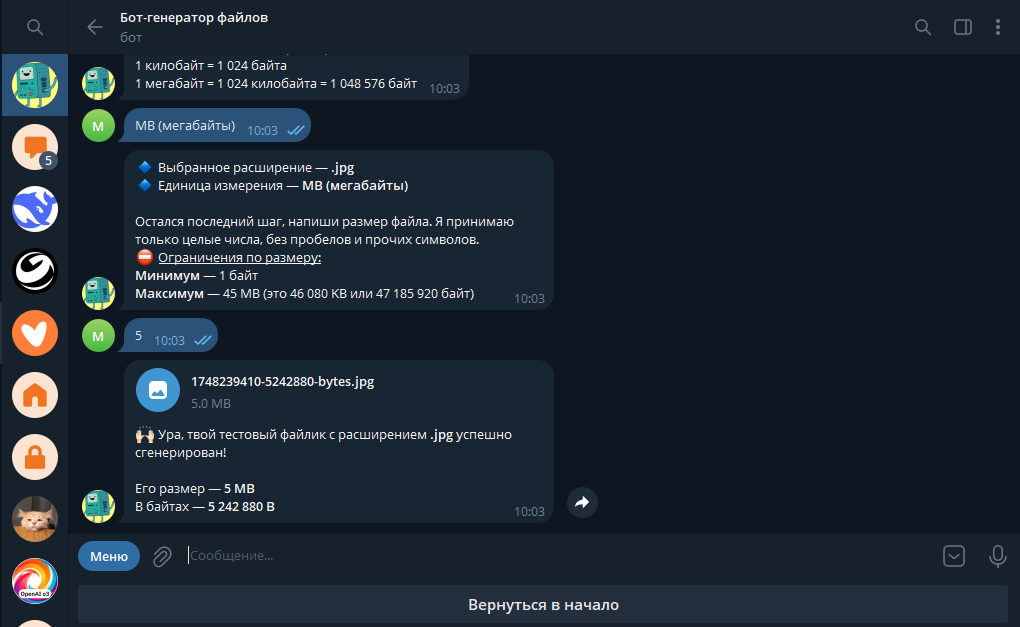 Бот-генератор файлов
бот
1 килобайт = 1 024 байта
1 мегабайт = 1 024 килобайта = 1 048 576 байт 10:03
М
MB (мегабайты) 10:03
5
Выбранное расширение — .jpg
Единица измерения — MB (мегабайты)
Остался последний шаг, напиши размер файла. Я принимаю
только целые числа, без пробелов и прочих символов.
Ограничения по размеру:
Минимум — 1 байт
Максимум — 45 MB (это 46 080 KB или 47 185 920 байт) 10:03
М
5 10:03
1748239410-5242880-bytes.jpg
5.0 MB
Ура, твой тестовый файлик с расширением .jpg успешно
сгенерирован!
Его размер — 5 MB
В байтах — 5 242 880 B 10:03
OpenAI o3
Меню
Сообщение...
Вернуться в начало